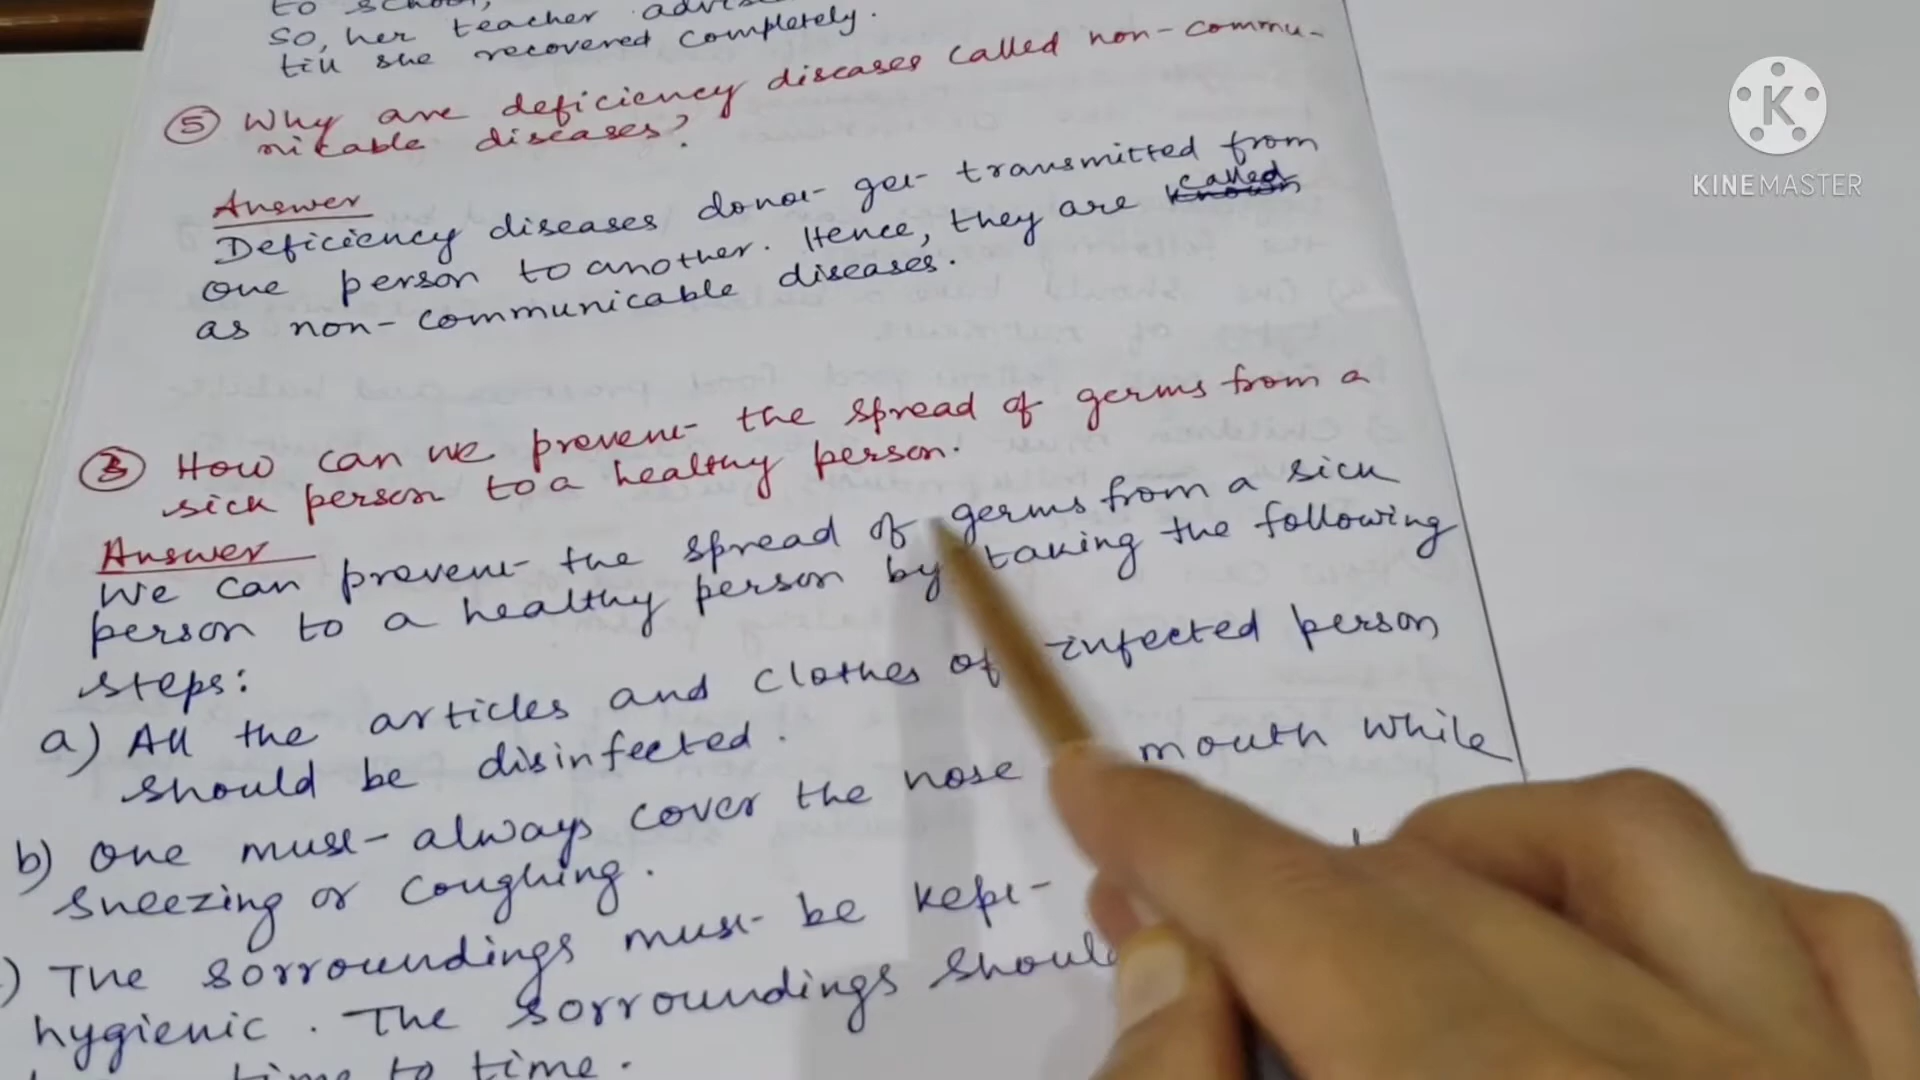 to school,
So, her teacher
till she recovered completely.
⑤ Why are deficiency diseases called non-commu-
nicable diseases?
Answer
Deficiency diseases donot get transmitted from
one person to another. Hence, they are called
as non-communicable diseases.
③ How can we prevent the spread of germs from a
sick person to a healthy person.
Answer
We can prevent the spread of germs from a sick
person to a healthy person by taking the following
steps:
a) All the articles and clothes of infected person
should be disinfected.
b) One must always cover the nose mouth while
sneezing or coughing.
) The sorroundings must be kept
hygienic. The sorroundings should
time to time.
K
KINEMASTER